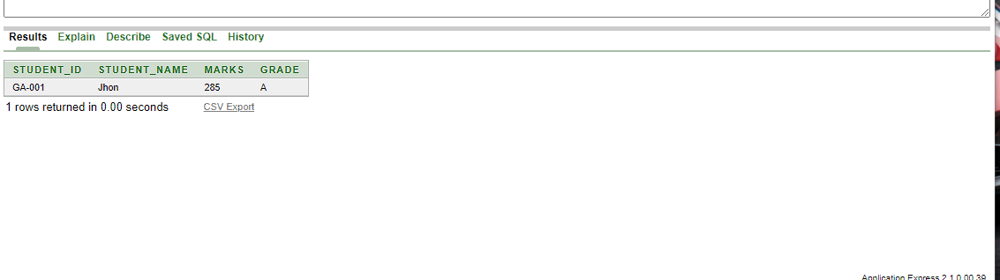 Results Explain Describe Saved SQL History
STUDENT_ID STUDENT_NAME MARKS GRADE
GA-001 Jhon 285 A
1 rows returned in 0.00 seconds CSV Export
Application Express 2.1.0.00.39